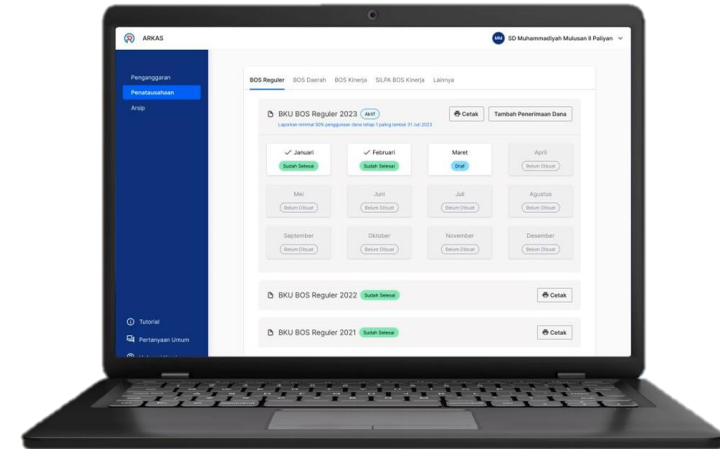 ARKAS
MM SD Muhammadiyah Mulusan II Paliyan
Penganggaran
Penatausahaan
Arsip
BOS Reguler BOS Daerah BOS Kinerja SiLPA BOS Kinerja Lainnya
BKU BOS Reguler 2023 Aktif Cetak Tambah Penerimaan Dana
Laporkan minimal 50% penggunaan dana tahap 1 paling lambat 31 Juli 2023
Januari Februari Maret April
Sudah Selesai Sudah Selesai Draf Belum Dibuat
Mei Juni Juli Agustus
Belum Dibuat Belum Dibuat Belum Dibuat Belum Dibuat
September Oktober November Desember
Belum Dibuat Belum Dibuat Belum Dibuat Belum Dibuat
BKU BOS Reguler 2022 Sudah Selesai Cetak
BKU BOS Reguler 2021 Sudah Selesai Cetak
Tutorial
Pertanyaan Umum